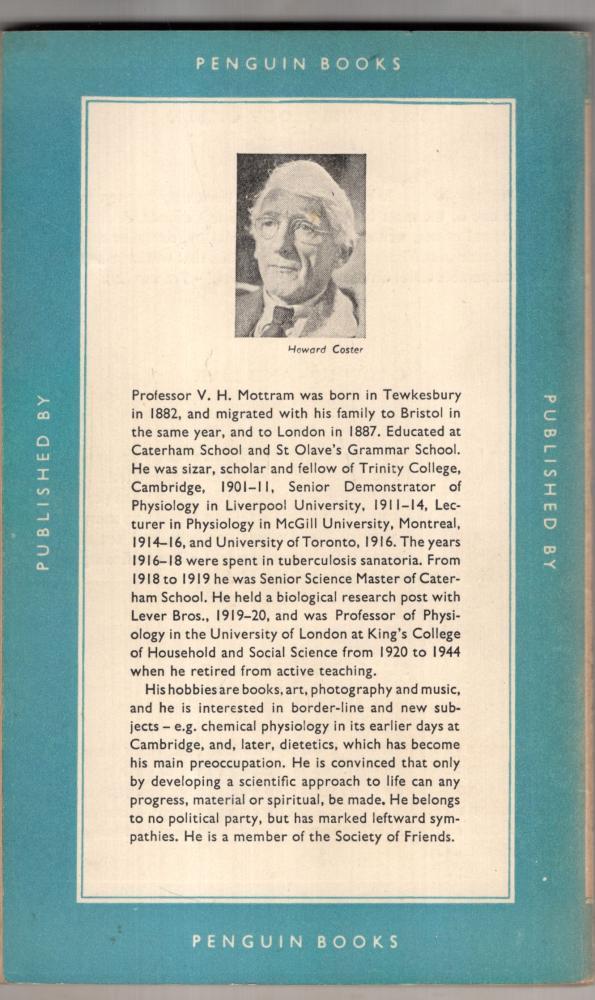 PENGUIN BOOKS
PUBLISHED BY
Howard Coster
Professor V. H. Mottram was born in Tewkesbury
in 1882, and migrated with his family to Bristol in
the same year, and to London in 1887. Educated at
Caterham School and St Olave's Grammar School.
He was sizar, scholar and fellow of Trinity College,
Cambridge, 1901–11, Senior Demonstrator of
Physiology in Liverpool University, 1911–14, Lec-
turer in Physiology in McGill University, Montreal,
1914–16, and University of Toronto, 1916. The years
1916–18 were spent in tuberculosis sanatoria. From
1918 to 1919 he was Senior Science Master of Cater-
ham School. He held a biological research post with
Lever Bros., 1919–20, and was Professor of Physi-
ology in the University of London at King's College
of Household and Social Science from 1920 to 1944
when he retired from active teaching.
His hobbies are books, art, photography and music,
and he is interested in border-line and new sub-
jects – e.g. chemical physiology in its earlier days at
Cambridge, and, later, dietetics, which has become
his main preoccupation. He is convinced that only
by developing a scientific approach to life can any
progress, material or spiritual, be made. He belongs
to no political party, but has marked leftward sym-
pathies. He is a member of the Society of Friends.
PUBLISHED BY
PENGUIN BOOKS